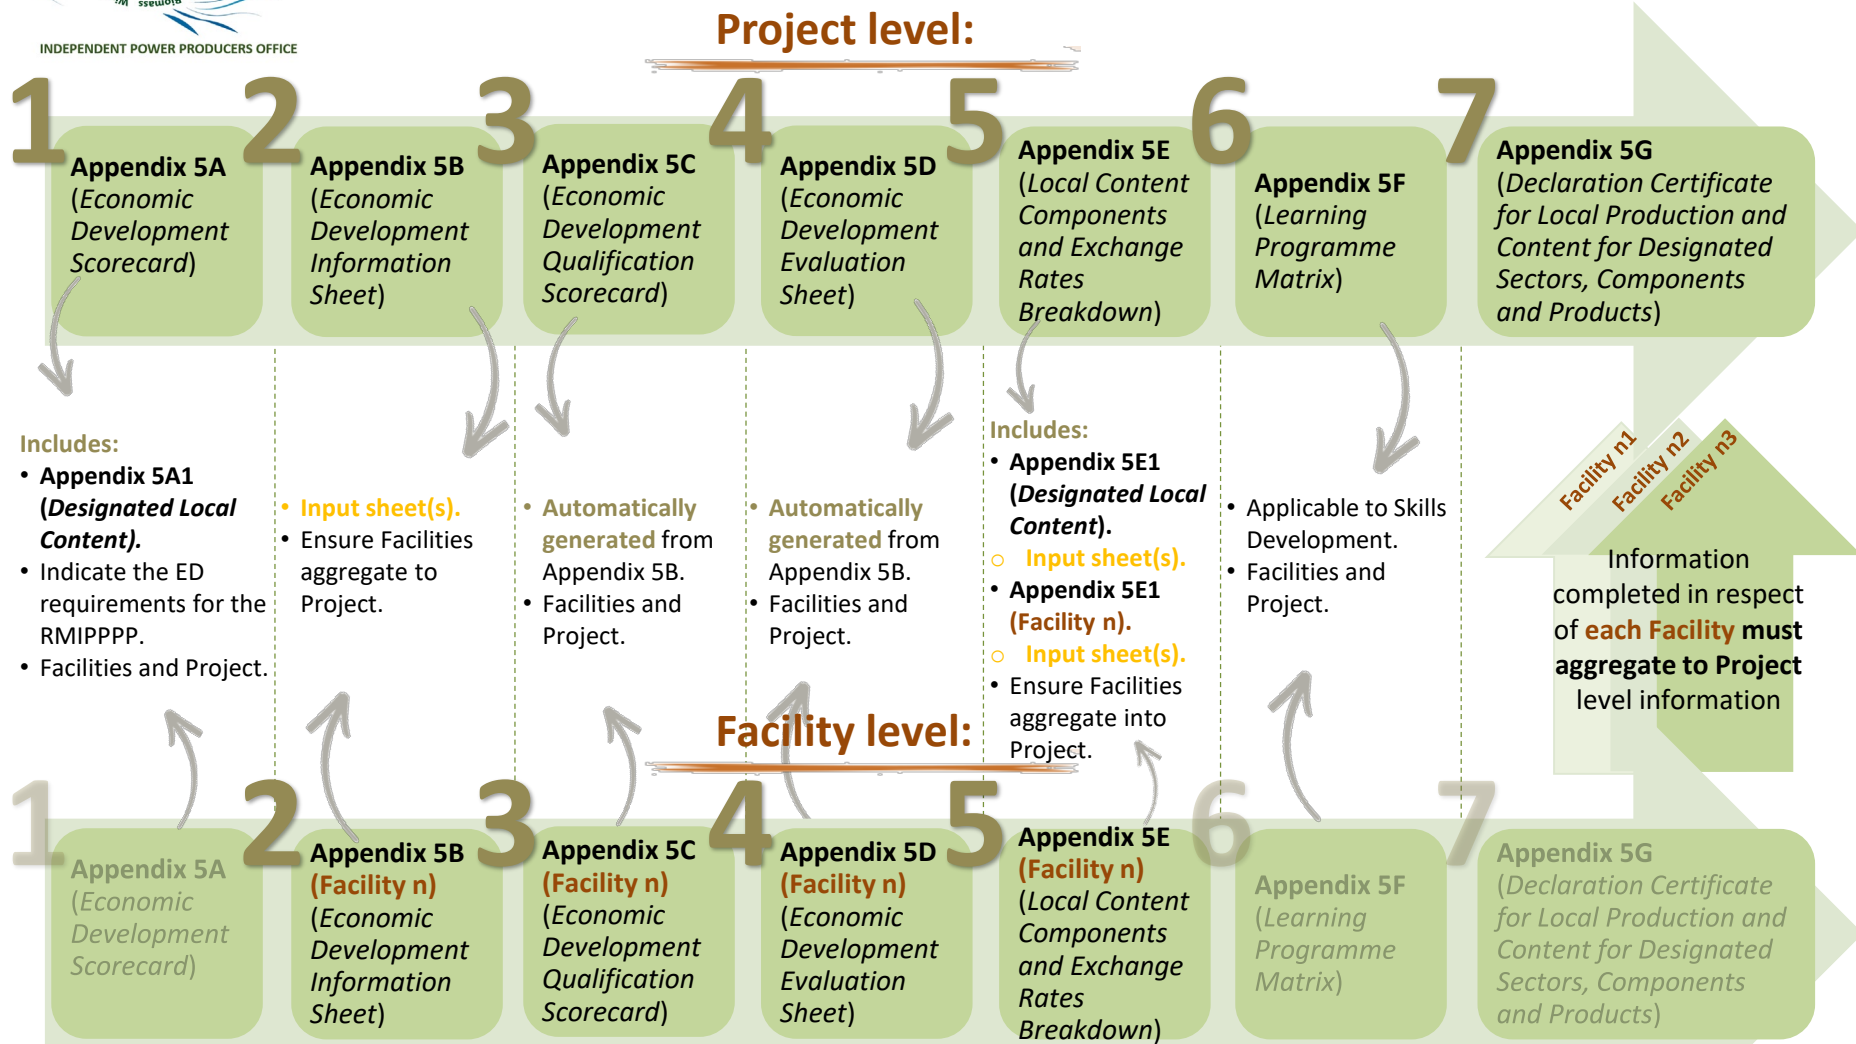 Biomass
INDEPENDENT POWER PRODUCERS OFFICE
Project level:
1
Appendix 5A
(Economic
Development
Scorecard)
2
Appendix 5B
(Economic
Development
Information
Sheet)
3
Appendix 5C
(Economic
Development
Qualification
Scorecard)
4
Appendix 5D
(Economic
Development
Evaluation
Sheet)
5
Appendix 5E
(Local Content
Components
and Exchange
Rates
Breakdown)
6
Appendix 5F
(Learning
Programme
Matrix)
7
Appendix 5G
(Declaration Certificate
for Local Production and
Content for Designated
Sectors, Components
and Products)
Includes:
• Appendix 5A1
(Designated Local
Content).
• Indicate the ED
requirements for the
RMIPPPP.
• Facilities and Project.
• Input sheet(s).
• Ensure Facilities
aggregate to
Project.
• Automatically
generated from
Appendix 5B.
• Facilities and
Project.
• Automatically
generated from
Appendix 5B.
• Facilities and
Project.
Includes:
• Appendix 5E1
(Designated Local
Content).
o Input sheet(s).
• Appendix 5E1
(Facility n).
o Input sheet(s).
• Ensure Facilities
aggregate into
Project.
• Applicable to Skills
Development.
• Facilities and
Project.
Facility n1
Facility n2
Facility n3
Information
completed in respect
of each Facility must
aggregate to Project
level information
Facility level:
1
Appendix 5A
(Economic
Development
Scorecard)
2
Appendix 5B
(Facility n)
(Economic
Development
Information
Sheet)
3
Appendix 5C
(Facility n)
(Economic
Development
Qualification
Scorecard)
4
Appendix 5D
(Facility n)
(Economic
Development
Evaluation
Sheet)
5
Appendix 5E
(Facility n)
(Local Content
Components
and Exchange
Rates
Breakdown)
6
Appendix 5F
(Learning
Programme
Matrix)
7
Appendix 5G
(Declaration Certificate
for Local Production and
Content for Designated
Sectors, Components
and Products)